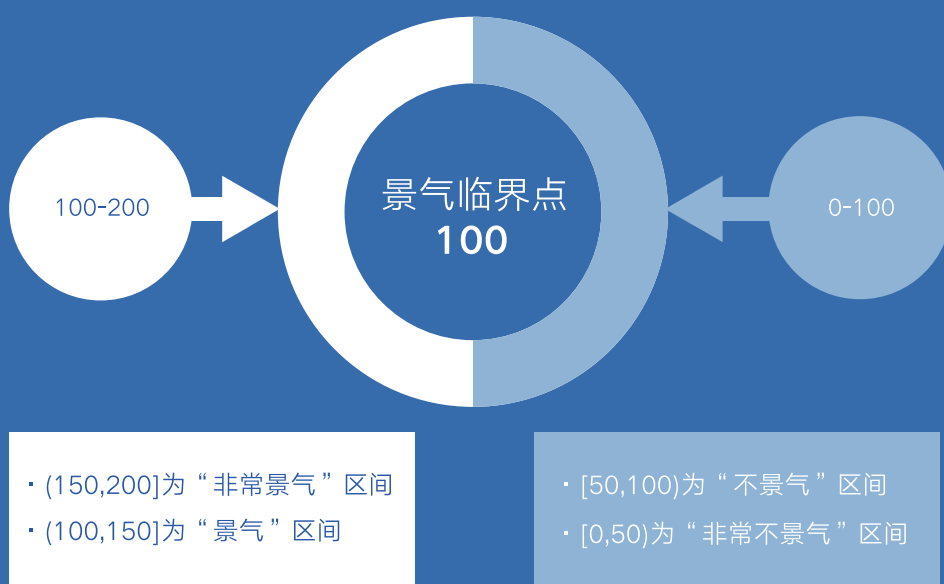 景气临界点
100
100-200
0-100
· (150,200]为“非常景气”区间
· (100,150]为“景气”区间
· [50,100)为“不景气”区间
· [0,50)为“非常不景气”区间